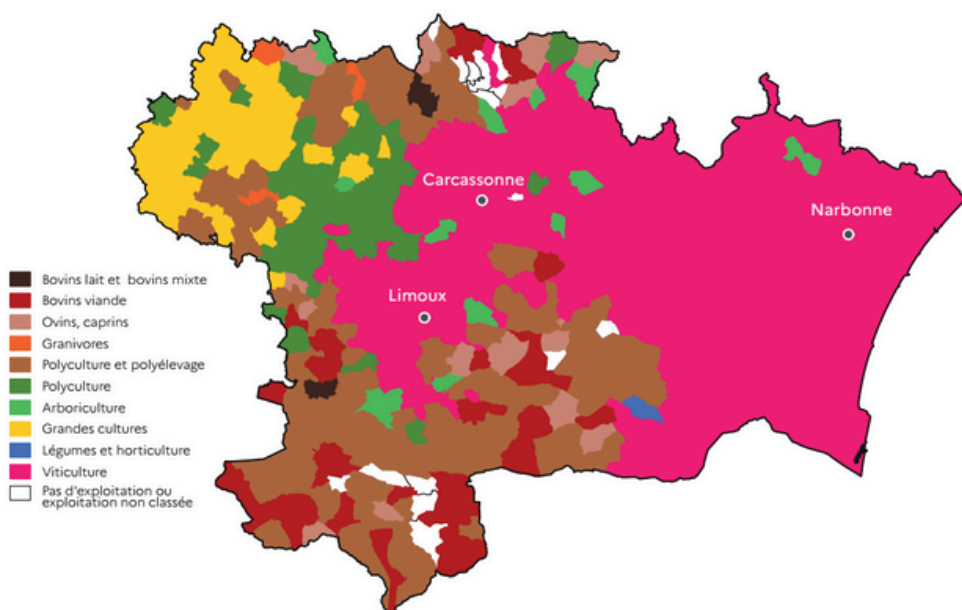 Carcassonne
Narbonne
Limoux
Bovins lait et bovins mixte
Bovins viande
Ovins, caprins
Granivores
Polyculture et polyélevage
Polyculture
Arboriculture
Grandes cultures
Légumes et horticulture
Viticulture
Pas d'exploitation ou
exploitation non classée